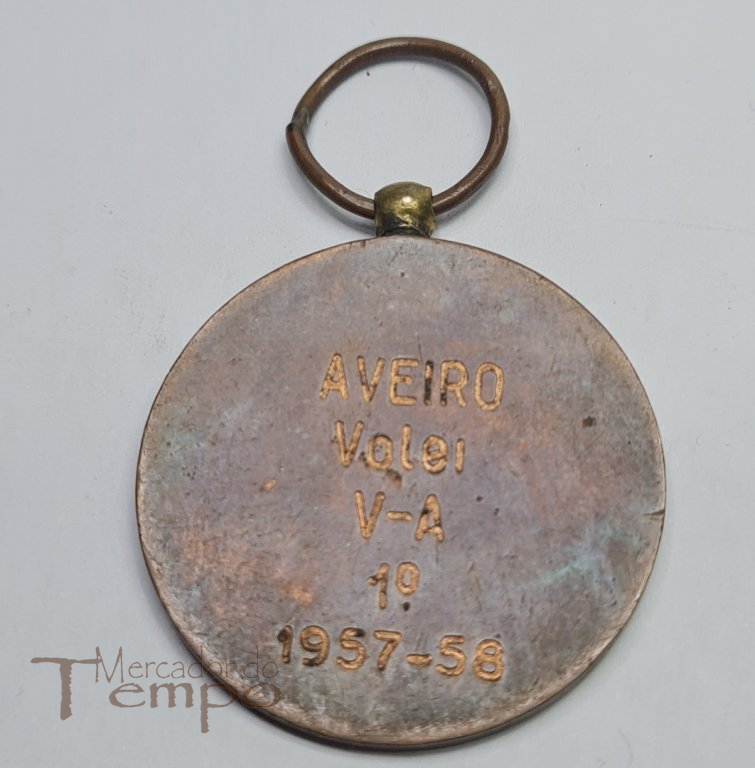 AVEIRO
Volei
V-A
1º
1957-58
Mercador do
Tempo